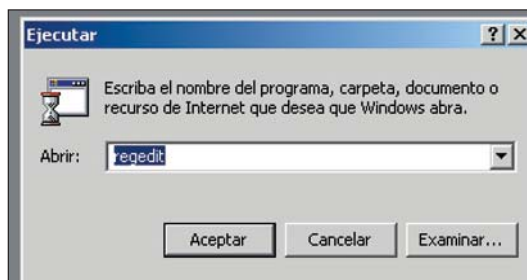 Ejecutar
Escriba el nombre del programa, carpeta, documento o
recurso de Internet que desea que Windows abra.
Abrir: regedit
Aceptar Cancelar Examinar...